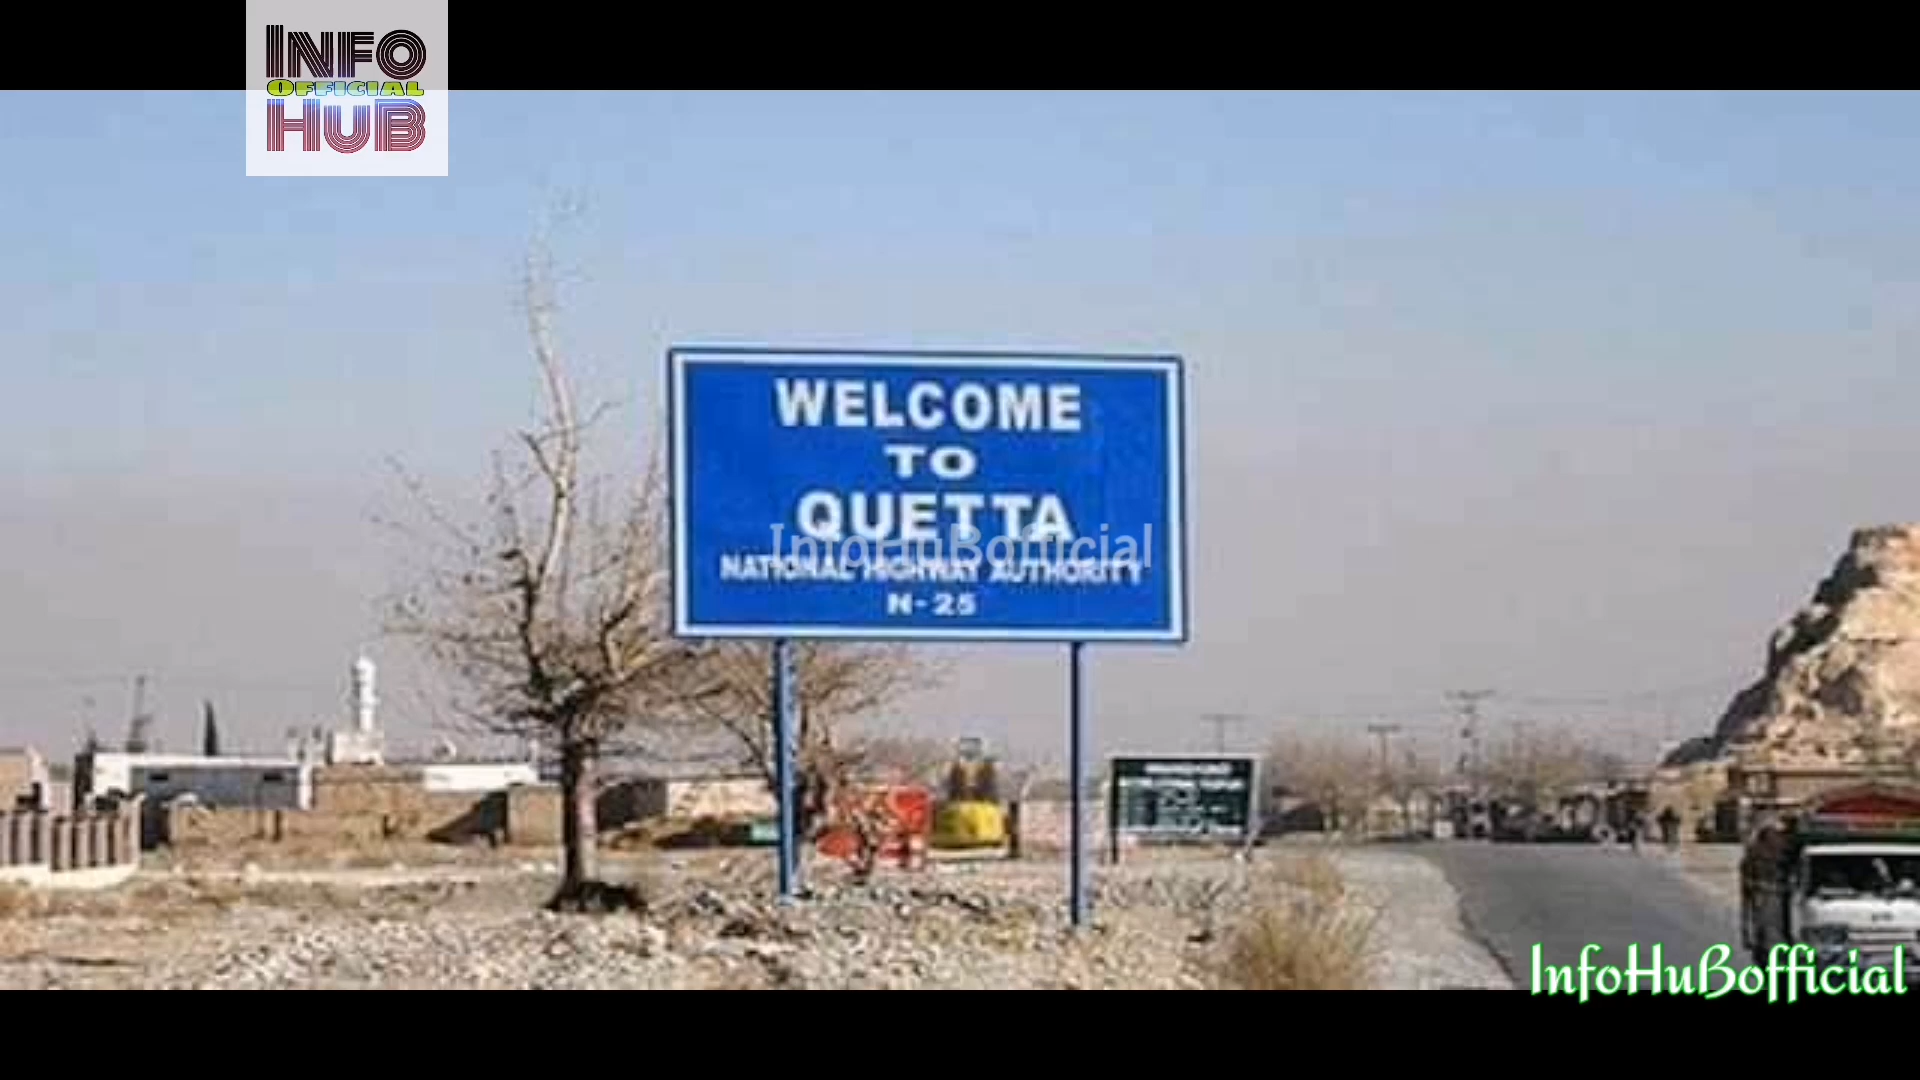 INFO
OFFICIAL
HUB
WELCOME
TO
QUETTA
InfoHuBofficial
NATIONAL HIGHWAY AUTHORITY
N-25
InfoHuBofficial